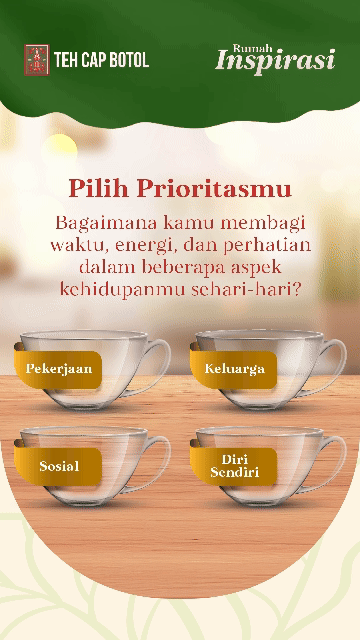 TEH CAP BOTOL
Rumah
Inspirasi
Pilih Prioritasmu
Bagaimana kamu membagi
waktu, energi, dan perhatian
dalam beberapa aspek
kehidupanmu sehari-hari?
Pekerjaan
Keluarga
Sosial
Diri
Sendiri